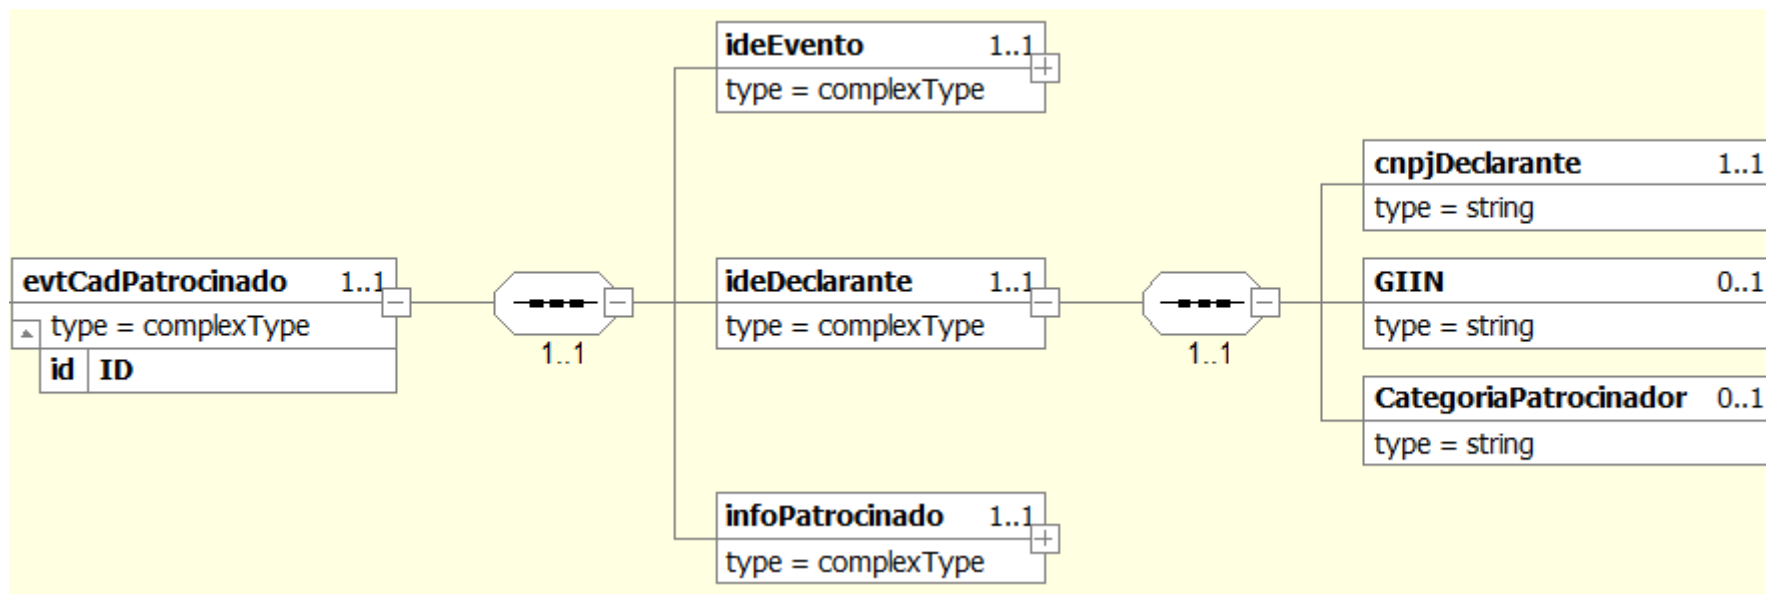 evtCadPatrocinado 1..1
type = complexType
id ID
1..1
ideEvento 1..1
type = complexType
ideDeclarante 1..1
type = complexType
infoPatrocinado 1..1
type = complexType
1..1
cnpjDeclarante 1..1
type = string
GIIN 0..1
type = string
CategoriaPatrocinador 0..1
type = string